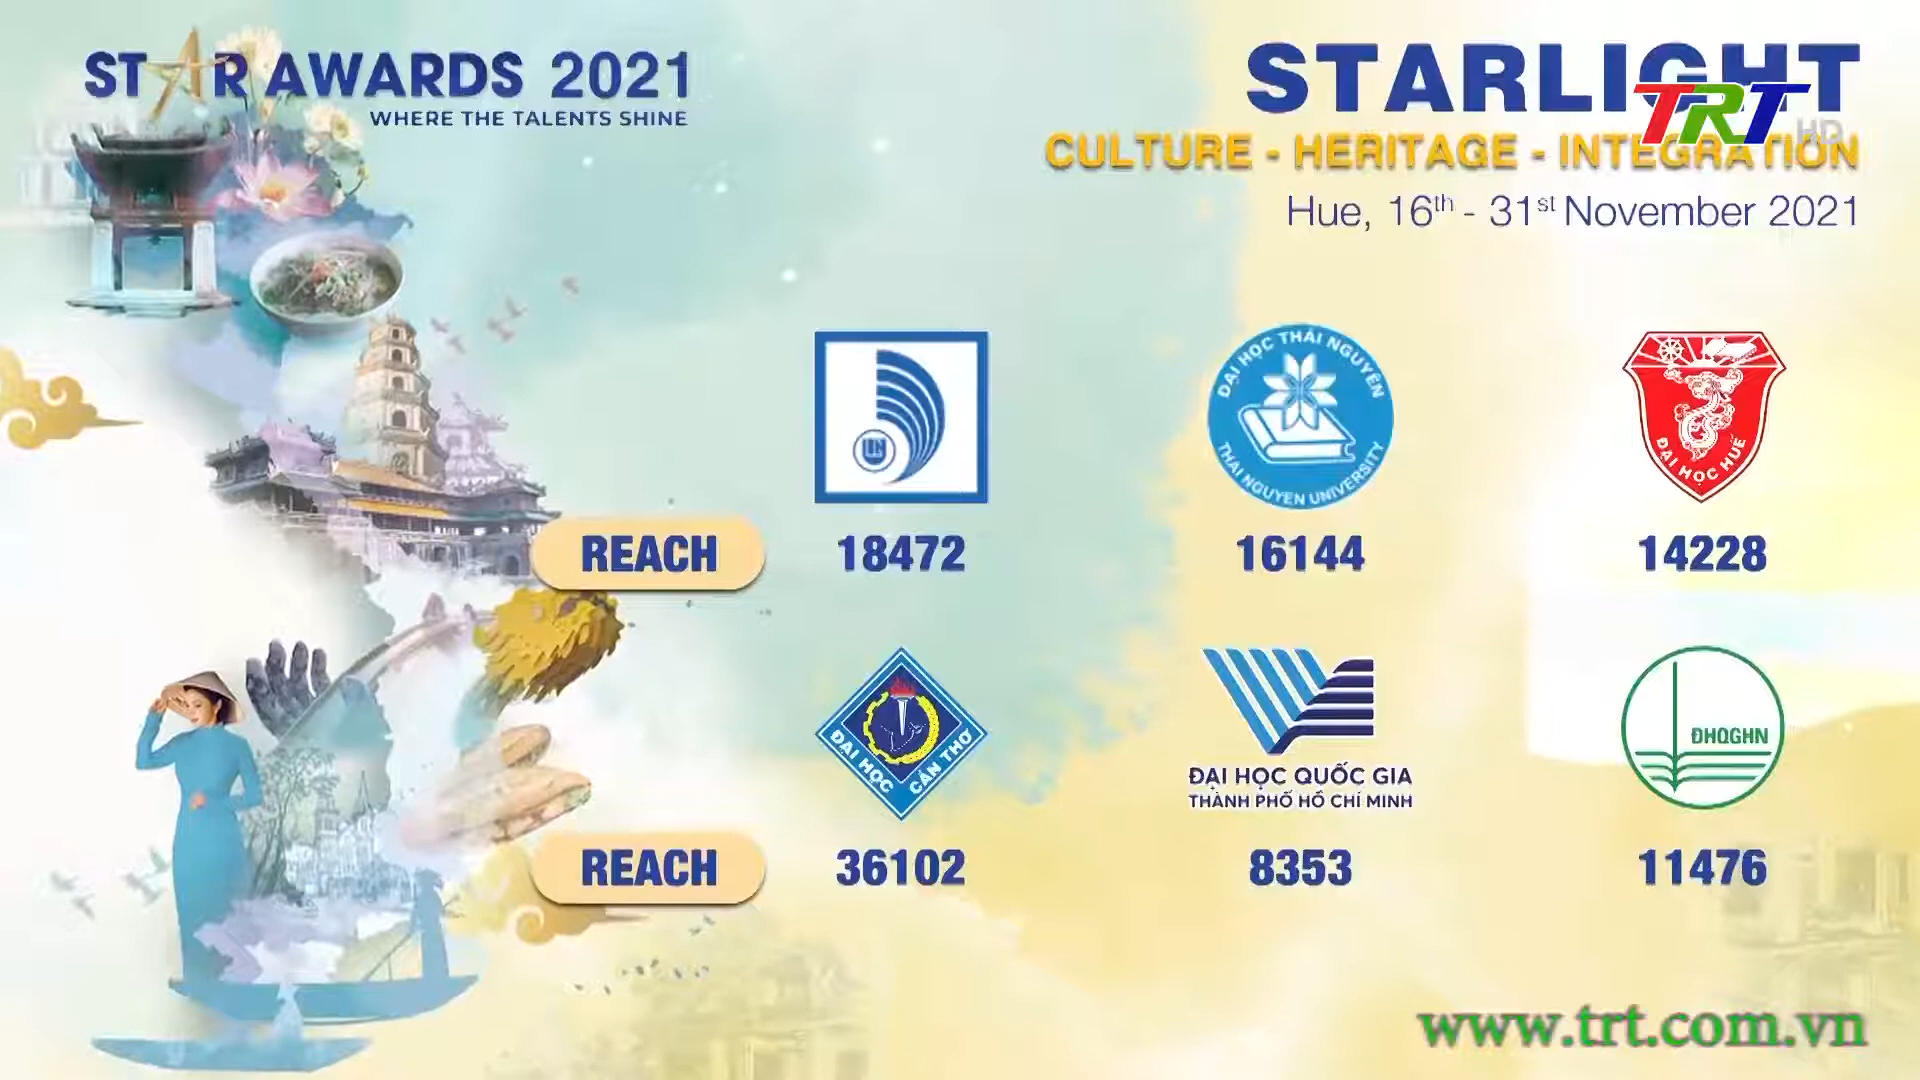 STAR AWARDS 2021
WHERE THE TALENTS SHINE
STARLIGHT
TRT HD
CULTURE - HERITAGE - INTEGRATION
Hue, 16th - 31st November 2021
ĐẠI HỌC THÁI NGUYÊN
THAI NGUYEN UNIVERSITY
ĐẠI HỌC HUẾ
REACH 18472 16144 14228
ĐẠI HỌC CẦN THƠ
ĐẠI HỌC QUỐC GIA
THÀNH PHỐ HỒ CHÍ MINH
ĐHQGHN
REACH 36102 8353 11476
www.trt.com.vn